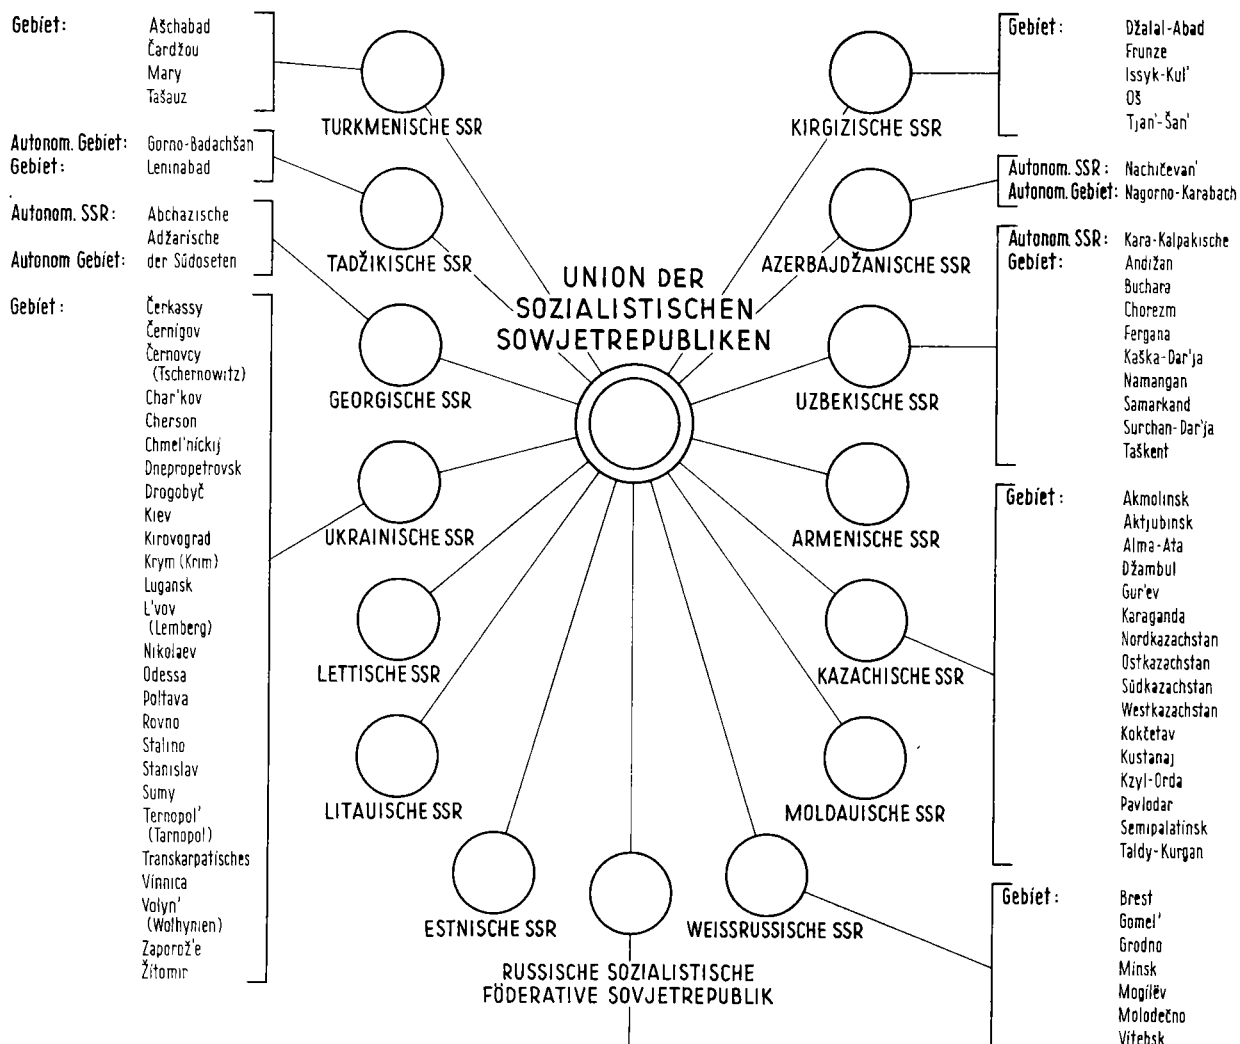 Gebiet: Ašchabad
Čardžou
Mary
Tašauz
TURKMENISCHE SSR
Autonom. Gebiet: Gorno-Badachšan
Gebiet: Leninabad
TADŽIKISCHE SSR
Autonom. SSR: Abchazische
Adžarische
Autonom Gebiet: der Südoseten
GEORGISCHE SSR
Gebiet: Čerkassy
Černigov
Černovcy
(Tschernowitz)
Char'kov
Cherson
Chmel'nickij
Dnepropetrovsk
Drogobyč
Kiev
Kirovograd
Krym (Krim)
Lugansk
L'vov
(Lemberg)
Nikolaev
Odessa
Poltava
Rovno
Stalino
Stanislav
Sumy
Ternopol'
(Tarnopol)
Transkarpatisches
Vinnica
Volyn'
(Wolhynien)
Zaporož'e
Žitomir
UKRAINISCHE SSR
LETTISCHE SSR
LITAUISCHE SSR
ESTNISCHE SSR
UNION DER
SOZIALISTISCHEN
SOWJETREPUBLIKEN
RUSSISCHE SOZIALISTISCHE
FÖDERATIVE SOVJETREPUBLIK
KIRGIZISCHE SSR
Gebiet: Džalal-Abad
Frunze
Issyk-Kul'
Oš
Tjan'-Šan'
AZERBAJDŽANISCHE SSR
Autonom. SSR: Nachičevan'
Autonom. Gebiet: Nagorno-Karabach
UZBEKISCHE SSR
Autonom. SSR: Kara-Kalpakische
Gebiet: Andižan
Buchara
Chorezm
Fergana
Kaška-Dar'ja
Namangan
Samarkand
Surchan-Dar'ja
Taškent
ARMENISCHE SSR
KAZACHISCHE SSR
Gebiet: Akmolinsk
Aktjubinsk
Alma-Ata
Džambul
Gur'ev
Karaganda
Nordkazachstan
Ostkazachstan
Südkazachstan
Westkazachstan
Kokčetav
Kustanaj
Kzyl-Orda
Pavlodar
Semipalatinsk
Taldy-Kurgan
MOLDAUISCHE SSR
WEISSRUSSISCHE SSR
Gebiet: Brest
Gomel'
Grodno
Minsk
Mogilëv
Molodečno
Vitebsk